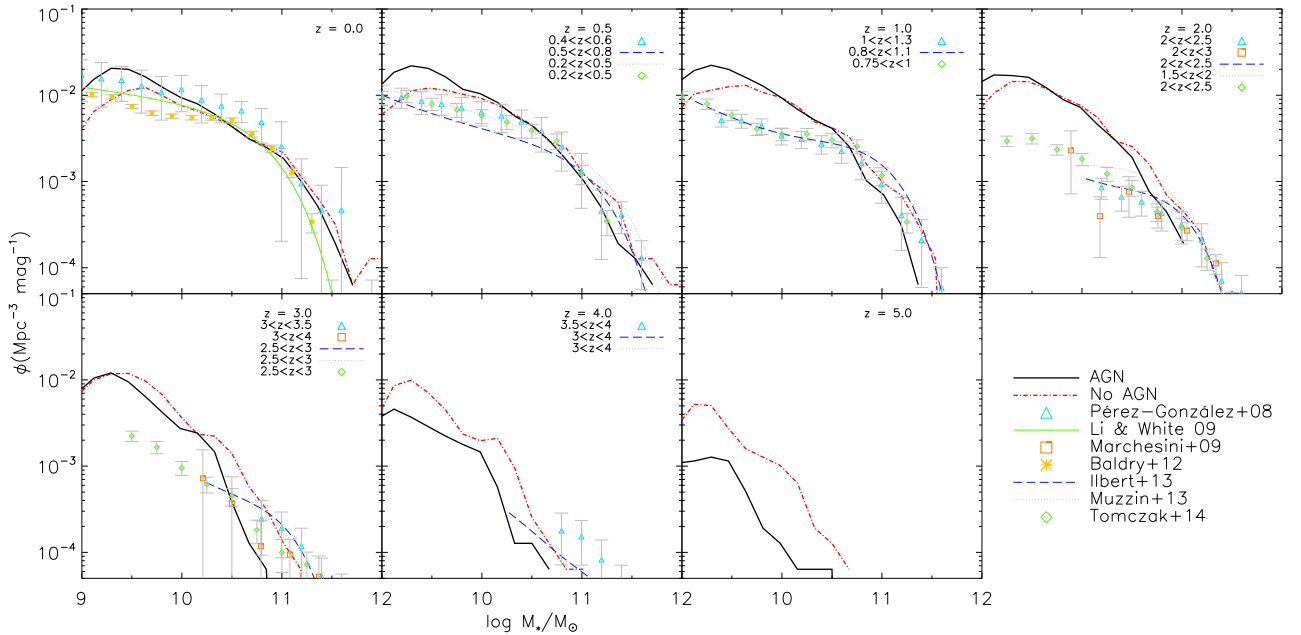 10⁻¹
10⁻²
10⁻³
10⁻⁴
z = 0.0
z = 0.5
0.4<z<0.6
0.5<z<0.8
0.2<z<0.5
0.2<z<0.5
z = 1.0
1<z<1.3
0.8<z<1.1
0.75<z<1
z = 2.0
2<z<2.5
2<z<3
2<z<2.5
1.5<z<2
2<z<2.5
ϕ(Mpc⁻³ mag⁻¹)
10⁻¹
10⁻²
10⁻³
10⁻⁴
z = 3.0
3<z<3.5
3<z<4
2.5<z<3
2.5<z<3
2.5<z<3
z = 4.0
3.5<z<4
3<z<4
3<z<4
z = 5.0
AGN
No AGN
Pérez-González+08
Li & White 09
Marchesini+09
Baldry+12
Ilbert+13
Muzzin+13
Tomczak+14
9 10 11 12 10 11 12 10 11 12
log M*/M⊙